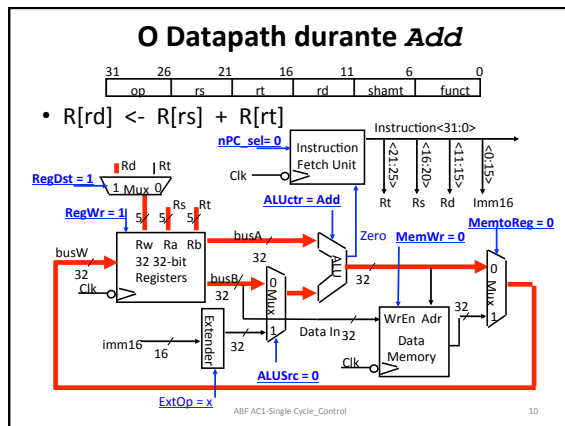 O Datapath durante Add
31 26 21 16 11 6 0
op rs rt rd shamt funct
• R[rd] <- R[rs] + R[rt]
Instruction<31:0>
nPC_sel= 0
Instruction
Fetch Unit
Clk
<21:25>
<16:20>
<11:15>
<0:15>
Rt Rs Rd Imm16
Rd Rt
RegDst = 1
1 Mux 0
Rs Rt
RegWr = 1
5 5 5
ALUctr = Add
Zero
MemWr = 0
MemtoReg = 0
busW
32
Clk
Rw Ra Rb
32 32-bit
Registers
busA
32
busB
32
0
Mux
1
ALU
32
0
Mux
1
imm16
16
Extender
32
Data In
32
WrEn Adr
Data
Memory
32
Clk
ALUSrc = 0
ExtOp = x
ABF AC1-Single Cycle_Control
10